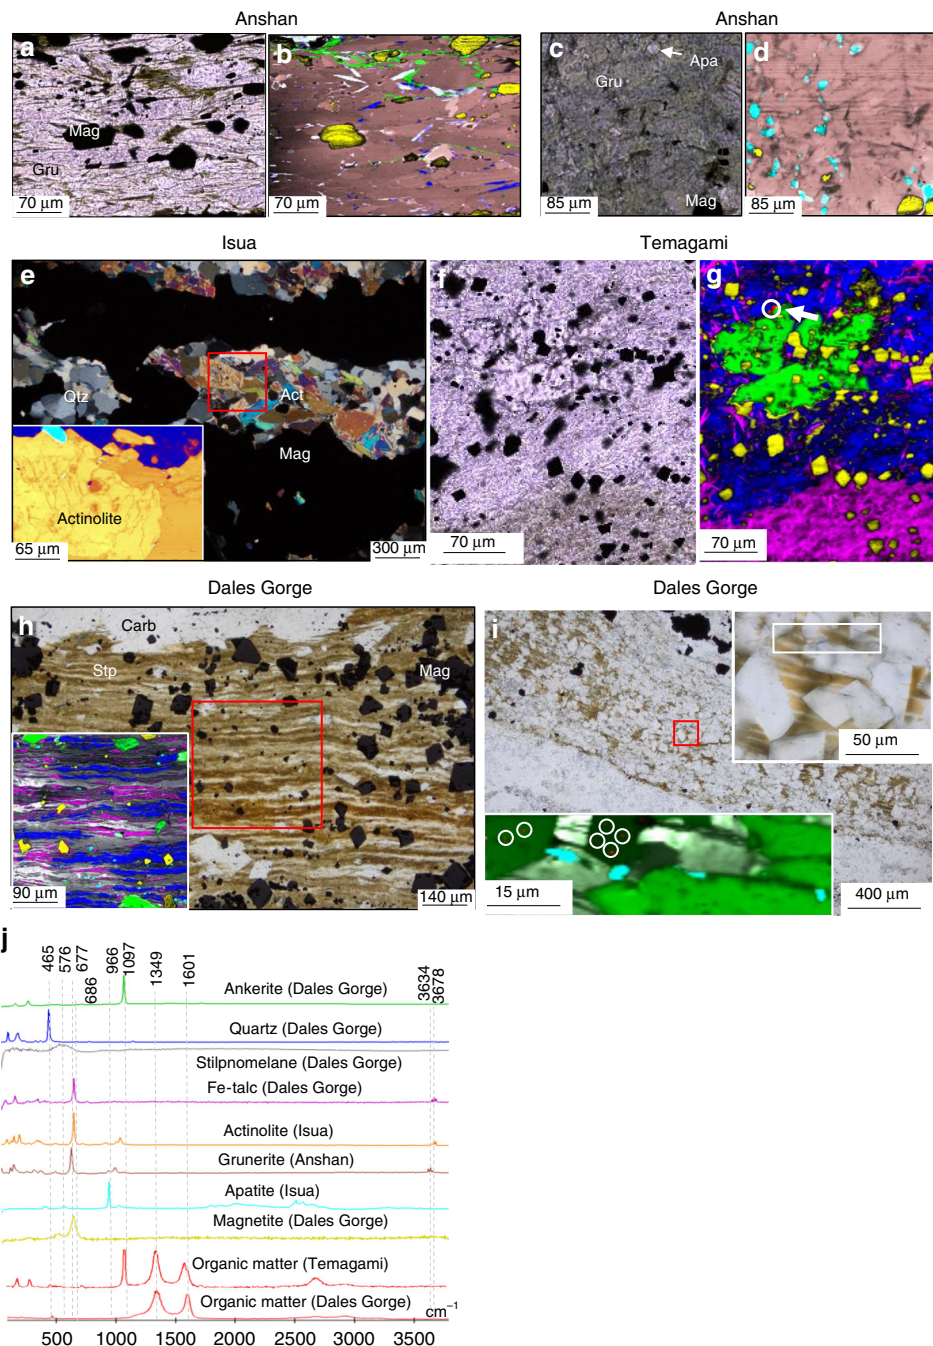 Anshan
Anshan
a
Mag
Gru
70 μm
b
70 μm
c
Apa
Gru
Mag
85 μm
d
85 μm
Isua
Temagami
e
Qtz
Act
Mag
Actinolite
65 μm
300 μm
f
70 μm
g
70 μm
Dales Gorge
Dales Gorge
h
Carb
Stp
Mag
90 μm
140 μm
i
50 μm
15 μm
400 μm
j
465
576
677
686
966
1097
1349
1601
3634
3678
Ankerite (Dales Gorge)
Quartz (Dales Gorge)
Stilpnomelane (Dales Gorge)
Fe-talc (Dales Gorge)
Actinolite (Isua)
Grunerite (Anshan)
Apatite (Isua)
Magnetite (Dales Gorge)
Organic matter (Temagami)
Organic matter (Dales Gorge)
cm⁻¹
500 1000 1500 2000 2500 3000 3500